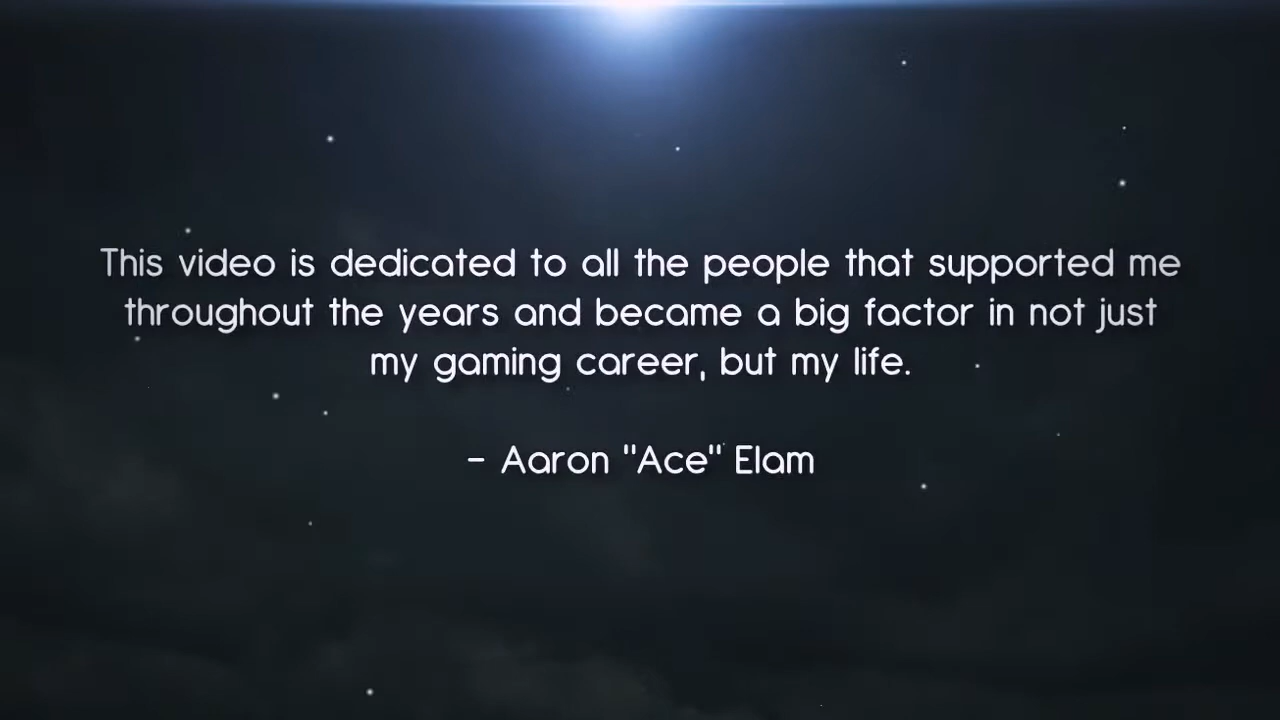 This video is dedicated to all the people that supported me
throughout the years and became a big factor in not just
my gaming career, but my life.
- Aaron "Ace" Elam